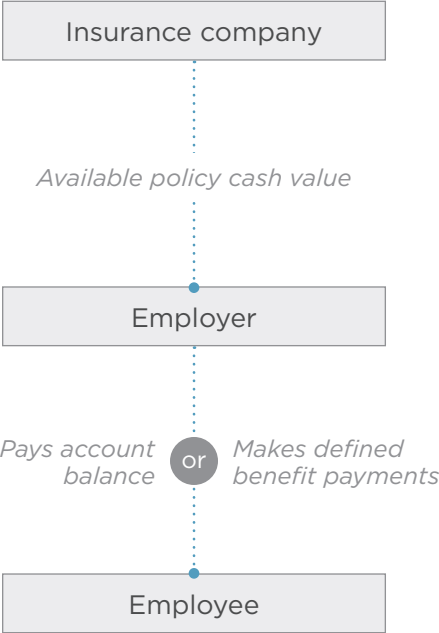 Insurance company
Available policy cash value
Employer
Pays account
balance
or
Makes defined
benefit payments
Employee